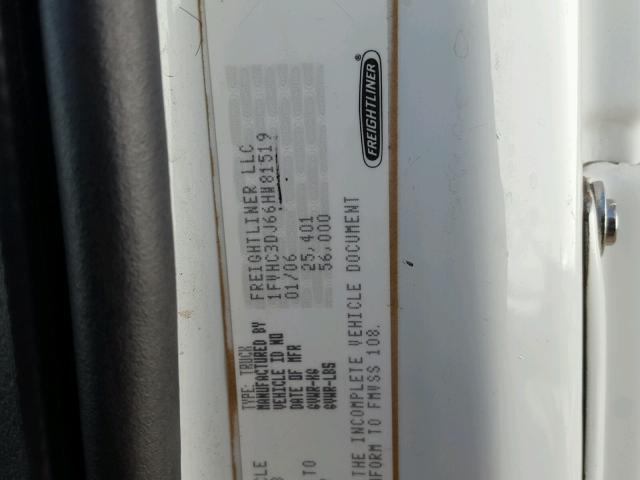 FREIGHTLINER®
TYPE: TRUCK
MANUFACTURED BY FREIGHTLINER LLC
VEHICLE ID NO 1FVHC3DJ66HW81519
DATE OF MFR 01/06
GVWR-KG 25,401
GVWR-LBS 56,000
TO THE INCOMPLETE VEHICLE DOCUMENT
TO FMVSS 108.